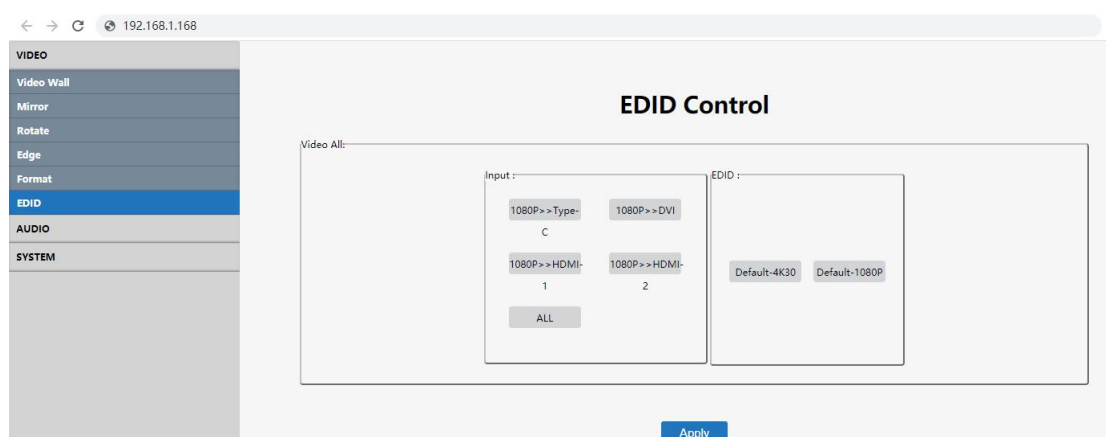 192.168.1.168
VIDEO
Video Wall
Mirror
Rotate
Edge
Format
EDID
AUDIO
SYSTEM
EDID Control
Video All:
Input :
1080P>>Type-
C
1080P>>DVI
1080P>>HDMI-
1
1080P>>HDMI-
2
ALL
EDID :
Default-4K30
Default-1080P
Apply